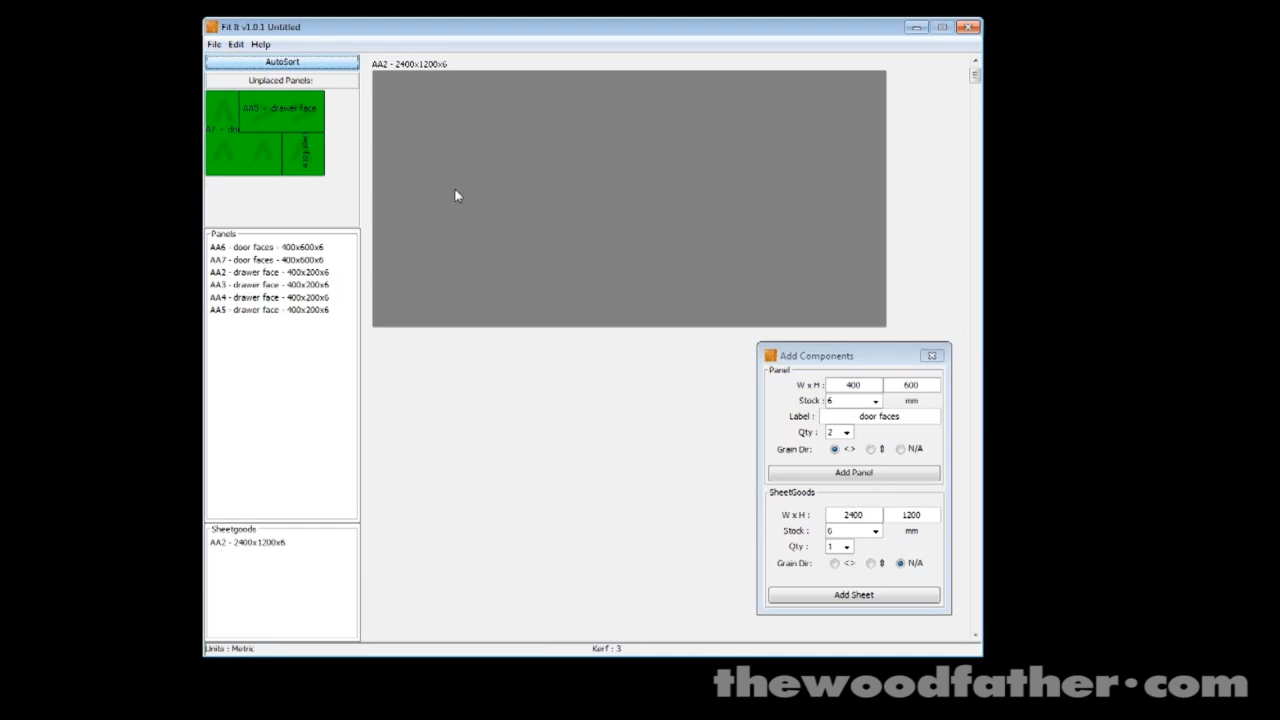 Fit It v1.0.1 Untitled
File Edit Help
AutoSort
Unplaced Panels:
AA5 - drawer face
Panels
AA6 - door faces - 400x600x6
AA7 - door faces - 400x600x6
AA2 - drawer face - 400x200x6
AA3 - drawer face - 400x200x6
AA4 - drawer face - 400x200x6
AA5 - drawer face - 400x200x6
Sheetgoods
AA2 - 2400x1200x6
Units : Metric
AA2 - 2400x1200x6
Add Components
Panel
W x H : 400 600
Stock : 6 mm
Label : door faces
Qty : 2
Grain Dir: <> N/A
Add Panel
SheetGoods
W x H : 2400 1200
Stock : 6 mm
Qty : 1
Grain Dir: <> N/A
Add Sheet
Kerf : 3
thewoodfather.com